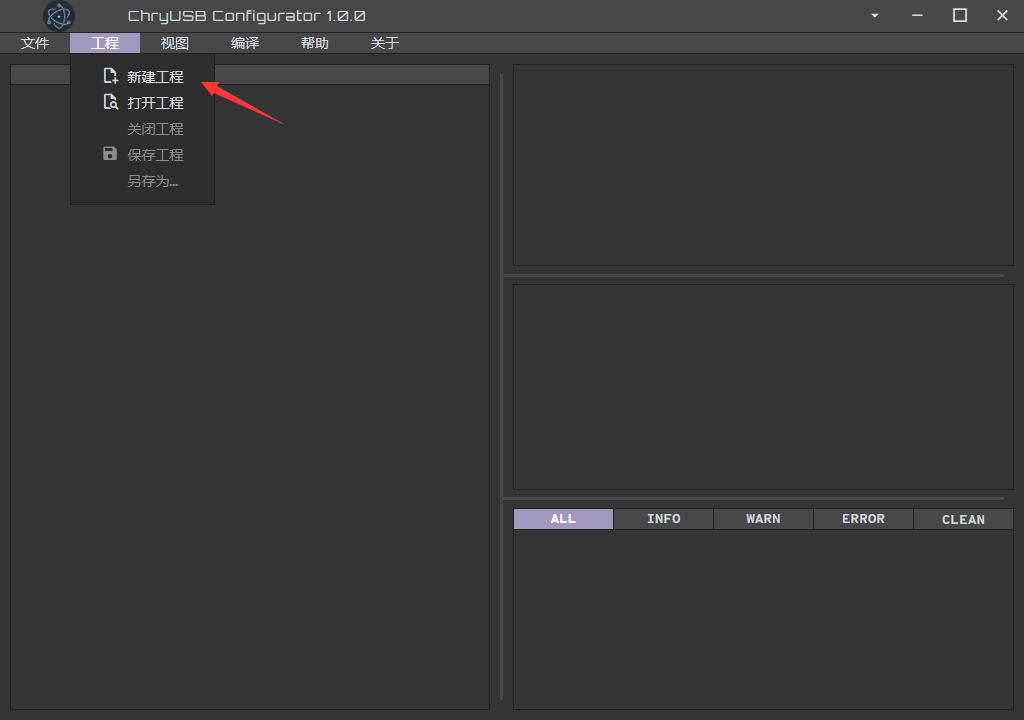 ChryUSB Configurator 1.0.0
文件 工程 视图 编译 帮助 关于
新建工程
打开工程
关闭工程
保存工程
另存为...
ALL INFO WARN ERROR CLEAN